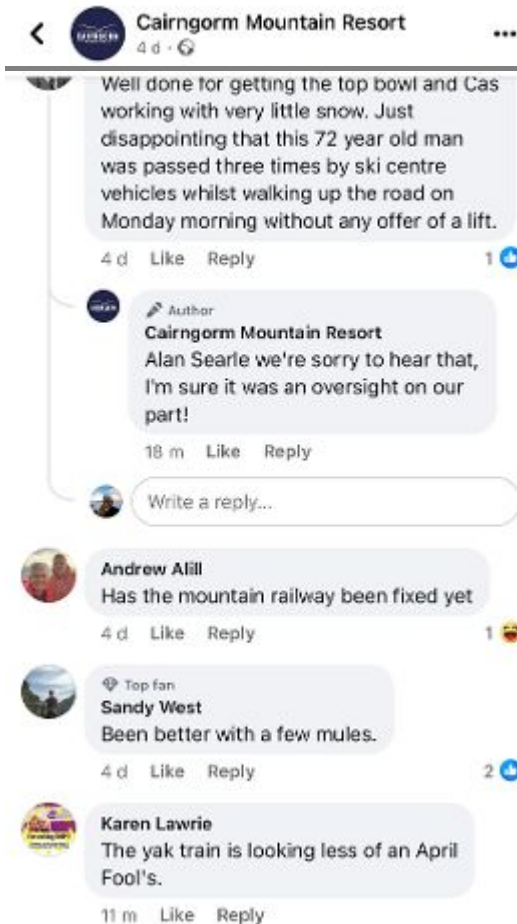 Cairngorm Mountain Resort
4 d
Well done for getting the top bowl and Cas
working with very little snow. Just
disappointing that this 72 year old man
was passed three times by ski centre
vehicles whilst walking up the road on
Monday morning without any offer of a lift.
4 d Like Reply 1
Author
Cairngorm Mountain Resort
Alan Searle we're sorry to hear that,
I'm sure it was an oversight on our
part!
18 m Like Reply
Write a reply...
Andrew Alill
Has the mountain railway been fixed yet
4 d Like Reply 1
Top fan
Sandy West
Been better with a few mules.
4 d Like Reply 2
Karen Lawrie
The yak train is looking less of an April
Fool's.
11 m Like Reply